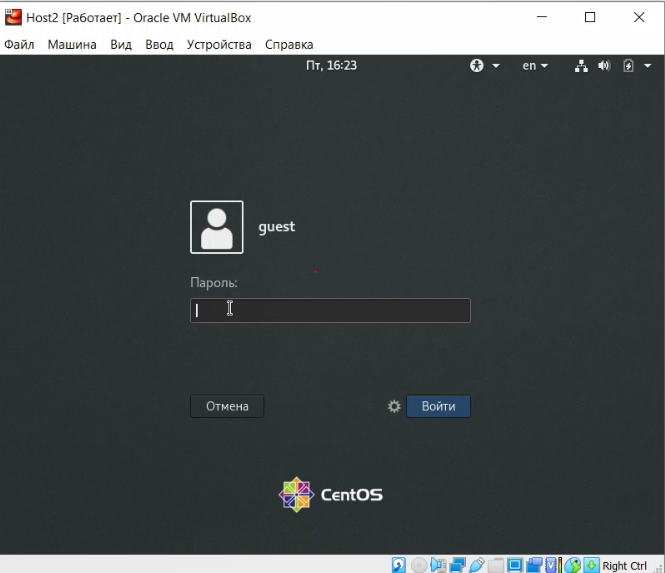 Host2 [Работает] - Oracle VM VirtualBox
Файл Машина Вид Ввод Устройства Справка
Пт, 16:23 en
guest
Пароль:
Отмена Войти
CentOS
Right Ctrl